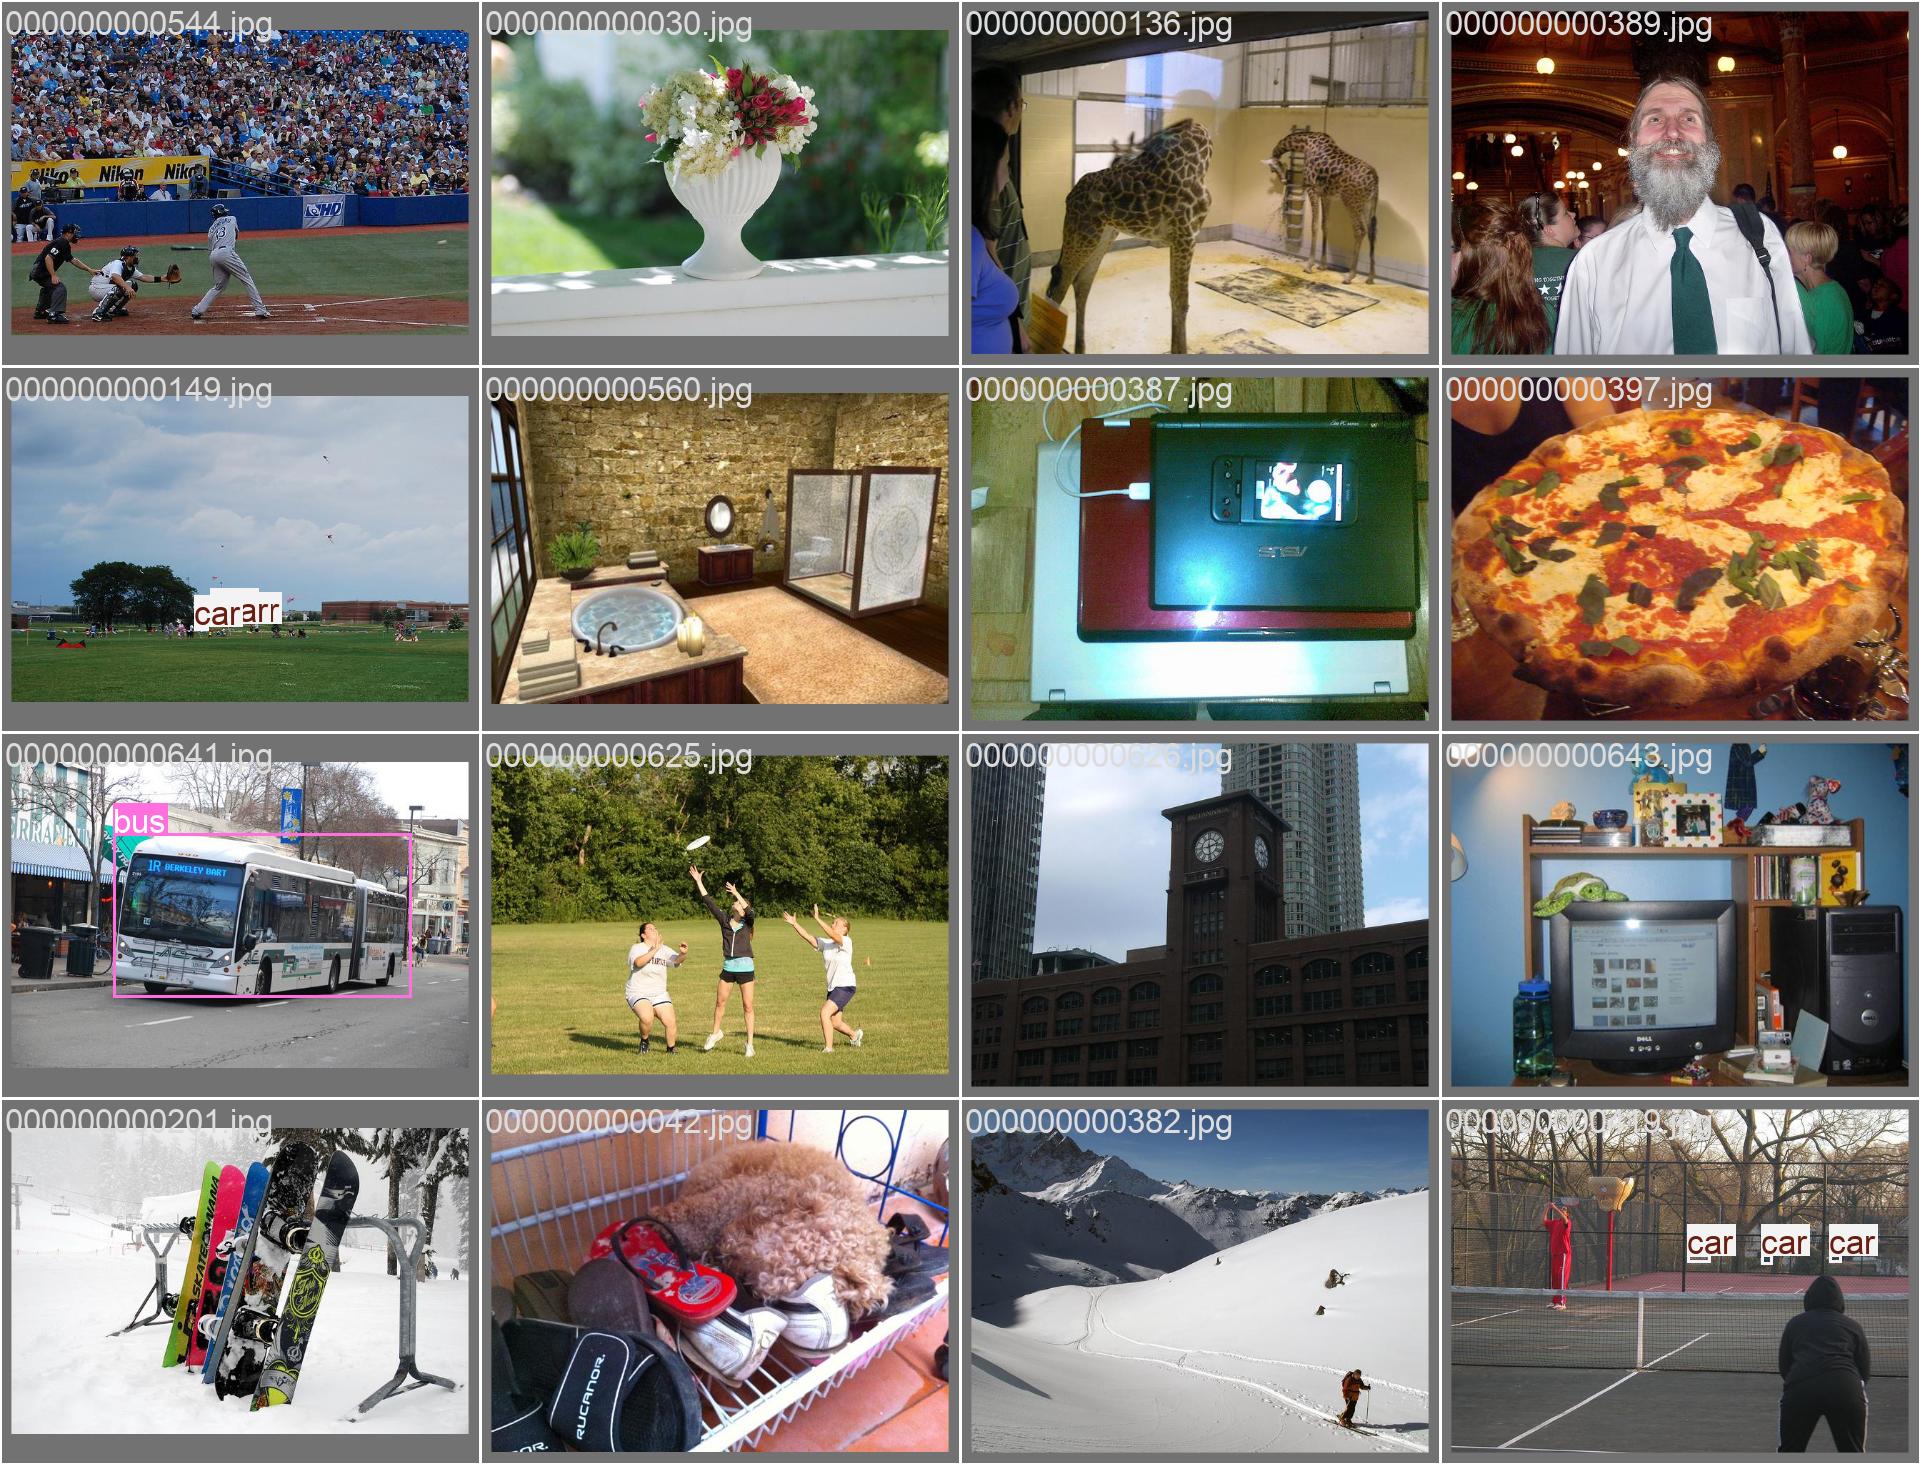 000000000544.jpg
000000000030.jpg
000000000136.jpg
000000000389.jpg
Nikon
Nikon
HD
000000000149.jpg
000000000560.jpg
000000000387.jpg
000000000397.jpg
car
arr
ASUS
000000000641.jpg
000000000625.jpg
000000000626.jpg
000000000643.jpg
bus
1R BERKELEY BART
DELL
000000000201.jpg
000000000042.jpg
000000000382.jpg
car
car
car
RUCANOR.
OR.